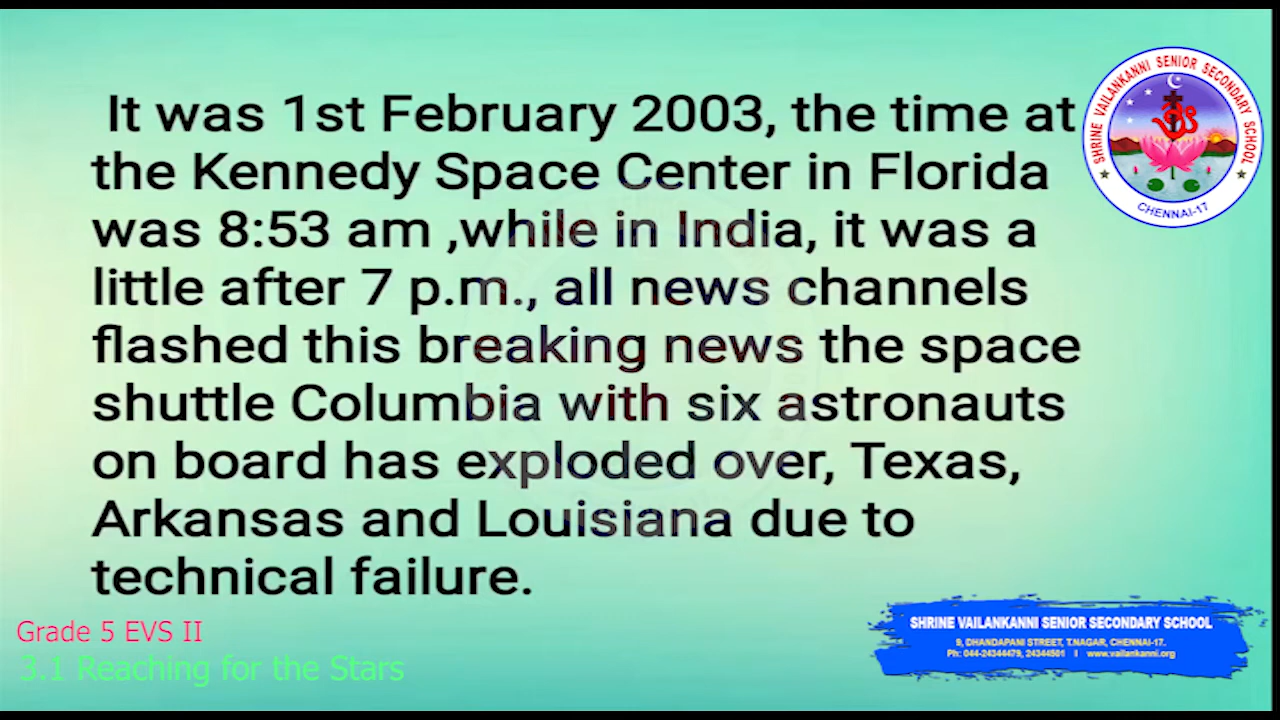 It was 1st February 2003, the time at
the Kennedy Space Center in Florida
was 8:53 am ,while in India, it was a
little after 7 p.m., all news channels
flashed this breaking news the space
shuttle Columbia with six astronauts
on board has exploded over, Texas,
Arkansas and Louisiana due to
technical failure.
SHRINE VAILANKANNI SENIOR SECONDARY SCHOOL
CHENNAI-17
Grade 5 EVS II
3.1 Reaching for the Stars
SHRINE VAILANKANNI SENIOR SECONDARY SCHOOL
9, DHANDAPANI STREET, T.NAGAR, CHENNAI-17.
Ph: 044-24344479, 24344501 I www.vailankanni.org